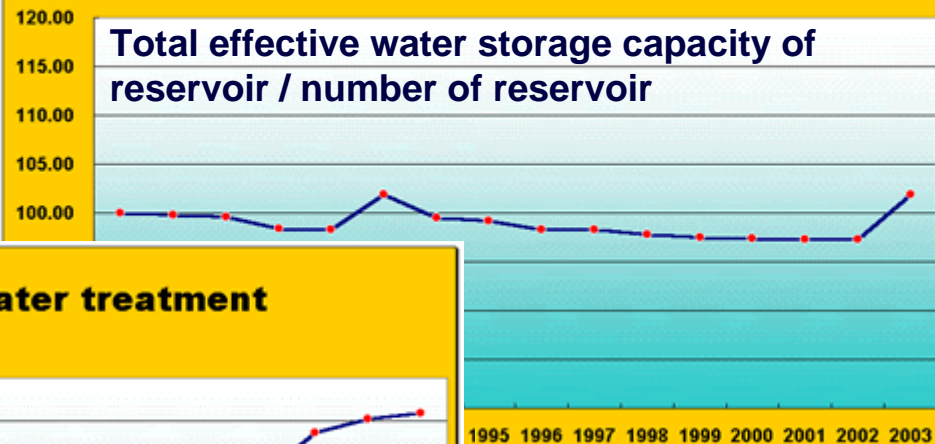 120.00
Total effective water storage capacity of
115.00
reservoir / number of reservoir
110.00
105.00
100.00
ater treatment
1995 1996 1997 1998 1999 2000 2001 2002 2003